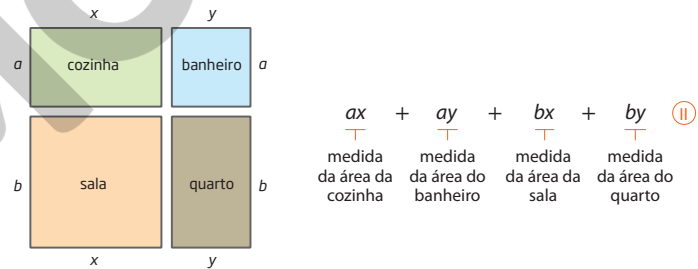 x y
a cozinha banheiro a
b sala quarto b
x y
ax + ay + bx + by II
medida medida medida medida
da área da da área do da área da da área do
cozinha banheiro sala quarto